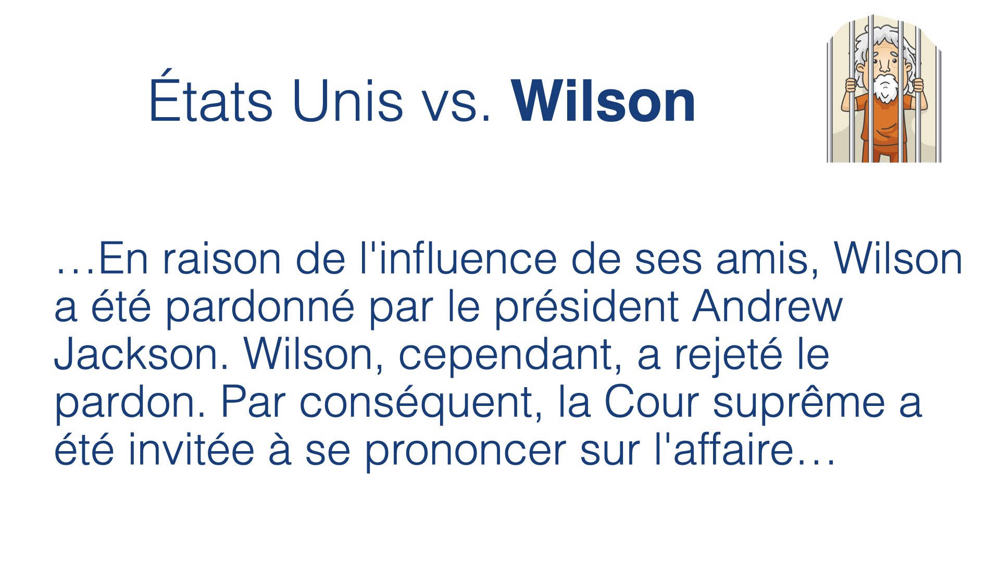 États Unis vs. Wilson
…En raison de l'influence de ses amis, Wilson
a été pardonné par le président Andrew
Jackson. Wilson, cependant, a rejeté le
pardon. Par conséquent, la Cour suprême a
été invitée à se prononcer sur l'affaire…